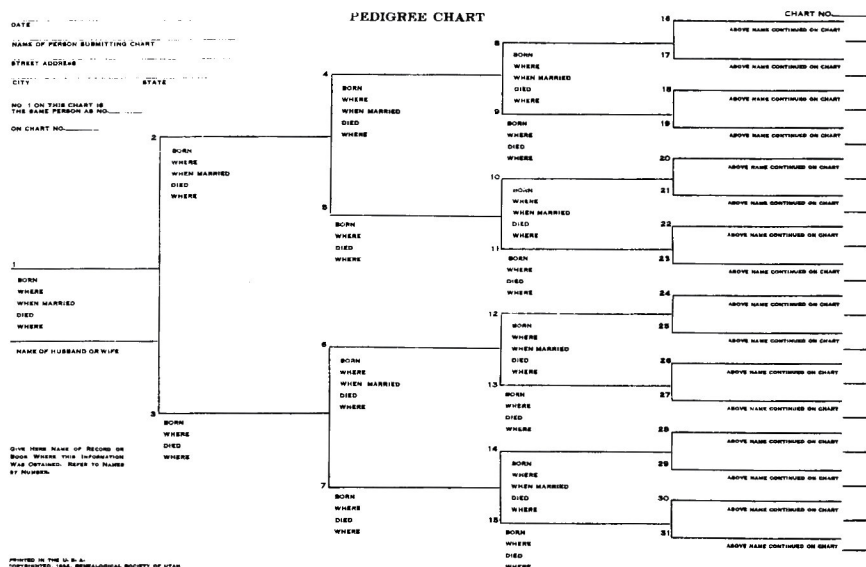 PEDIGREE CHART
CHART NO.
DATE
NAME OF PERSON SUBMITTING CHART
STREET ADDRESS
CITY STATE
NO. 1 ON THIS CHART IS
THE SAME PERSON AS NO.
ON CHART NO.
1
BORN
WHERE
WHEN MARRIED
DIED
WHERE
NAME OF HUSBAND OR WIFE
2
BORN
WHERE
WHEN MARRIED
DIED
WHERE
3
BORN
WHERE
DIED
WHERE
4
BORN
WHERE
WHEN MARRIED
DIED
WHERE
5
BORN
WHERE
DIED
WHERE
6
BORN
WHERE
WHEN MARRIED
DIED
WHERE
7
BORN
WHERE
DIED
WHERE
8
BORN
WHERE
WHEN MARRIED
DIED
WHERE
9
BORN
WHERE
DIED
WHERE
10
BORN
WHERE
WHEN MARRIED
DIED
WHERE
11
BORN
WHERE
DIED
WHERE
12
BORN
WHERE
WHEN MARRIED
DIED
WHERE
13
BORN
WHERE
DIED
WHERE
14
BORN
WHERE
WHEN MARRIED
DIED
WHERE
15
BORN
WHERE
DIED
WHERE
16
ABOVE NAME CONTINUED ON CHART
17
ABOVE NAME CONTINUED ON CHART
18
ABOVE NAME CONTINUED ON CHART
19
ABOVE NAME CONTINUED ON CHART
20
ABOVE NAME CONTINUED ON CHART
21
ABOVE NAME CONTINUED ON CHART
22
ABOVE NAME CONTINUED ON CHART
23
ABOVE NAME CONTINUED ON CHART
24
ABOVE NAME CONTINUED ON CHART
25
ABOVE NAME CONTINUED ON CHART
26
ABOVE NAME CONTINUED ON CHART
27
ABOVE NAME CONTINUED ON CHART
28
ABOVE NAME CONTINUED ON CHART
29
ABOVE NAME CONTINUED ON CHART
30
ABOVE NAME CONTINUED ON CHART
31
ABOVE NAME CONTINUED ON CHART
GIVE HERE NAME OF RECORD OR
BOOK WHERE THIS INFORMATION
WAS OBTAINED. REFER TO NAMES
BY NUMBER.
PRINTED IN THE U. S. A.
GENEALOGICAL SOCIETY OF UTAH